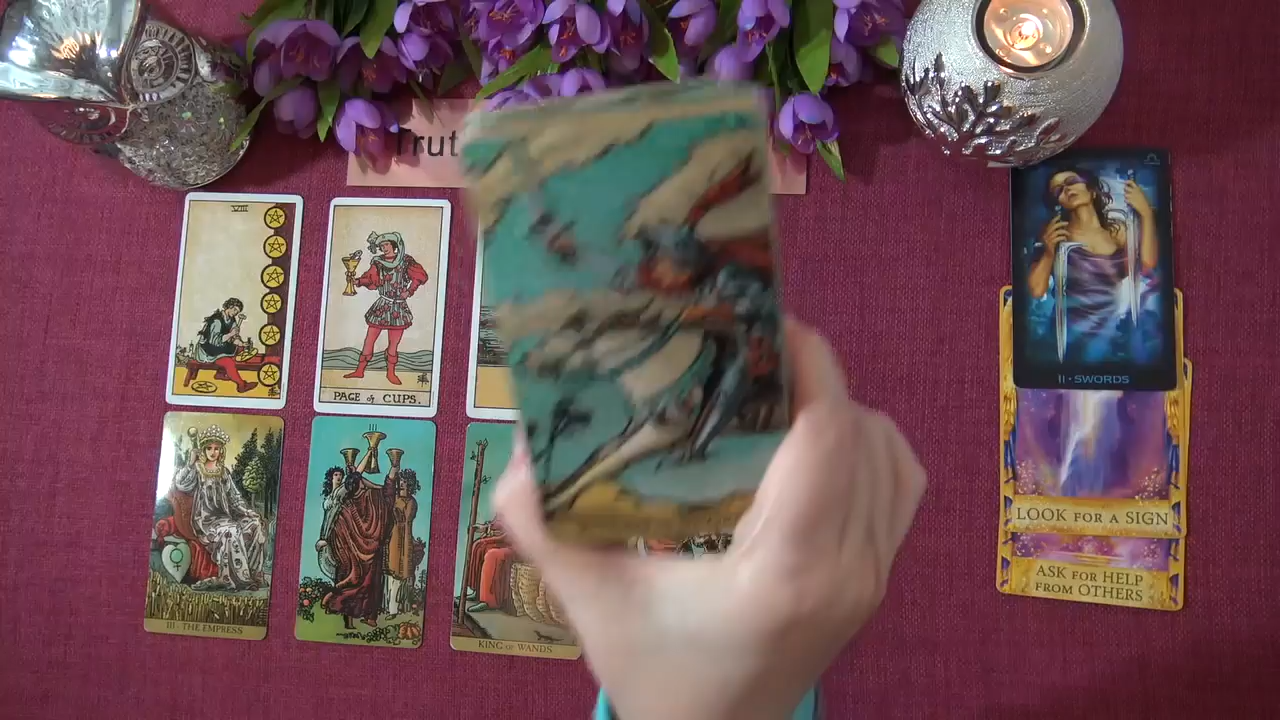 Trut
VIII
PAGE of CUPS.
II • SWORDS
LOOK FOR A SIGN
ASK FOR HELP
FROM OTHERS
III
III - THE EMPRESS
KING OF WANDS